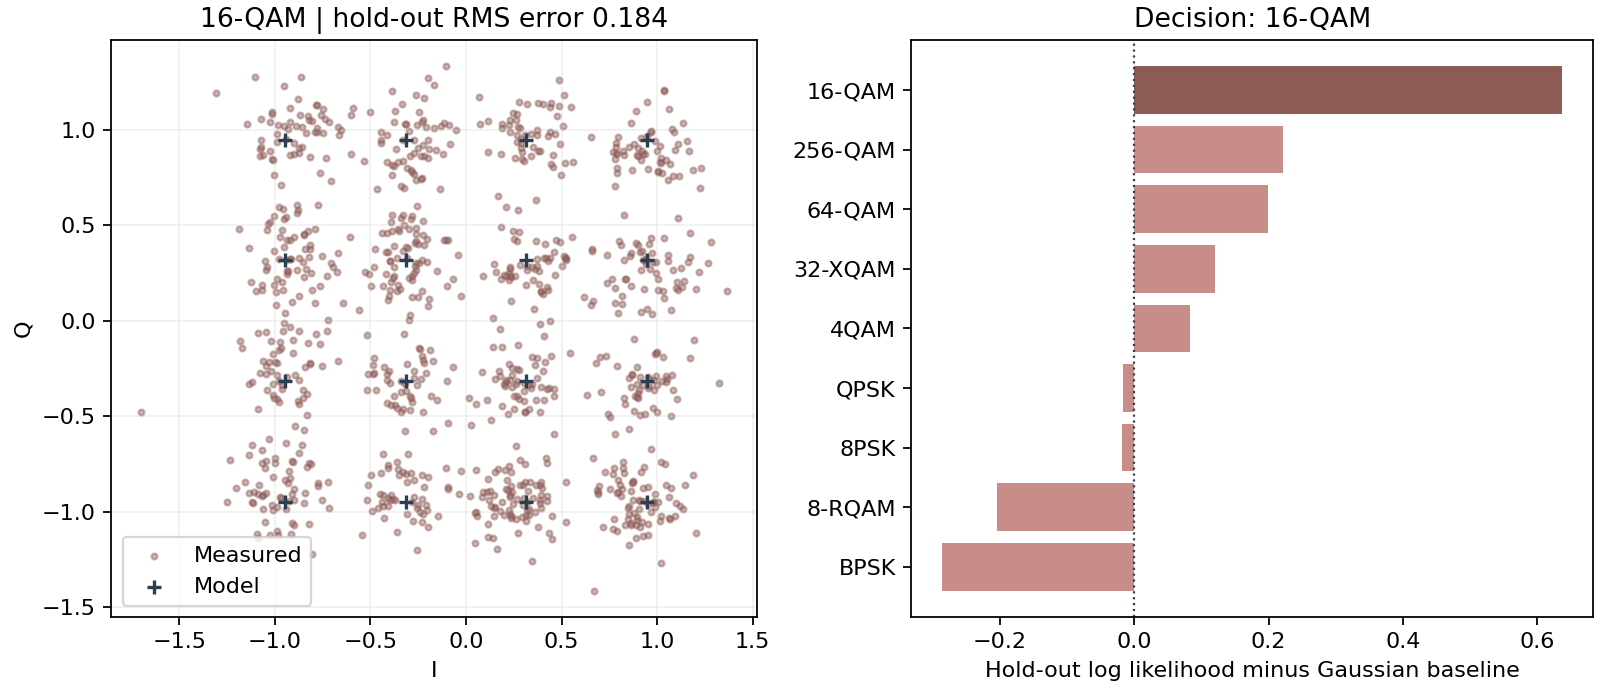 16-QAM | hold-out RMS error 0.184
1.0
0.5
0.0
−0.5
−1.0
−1.5
Q
Measured
Model
−1.5
−1.0
−0.5
0.0
0.5
1.0
1.5
I
Decision: 16-QAM
16-QAM
256-QAM
64-QAM
32-XQAM
4QAM
QPSK
8PSK
8-RQAM
BPSK
−0.2
0.0
0.2
0.4
0.6
Hold-out log likelihood minus Gaussian baseline